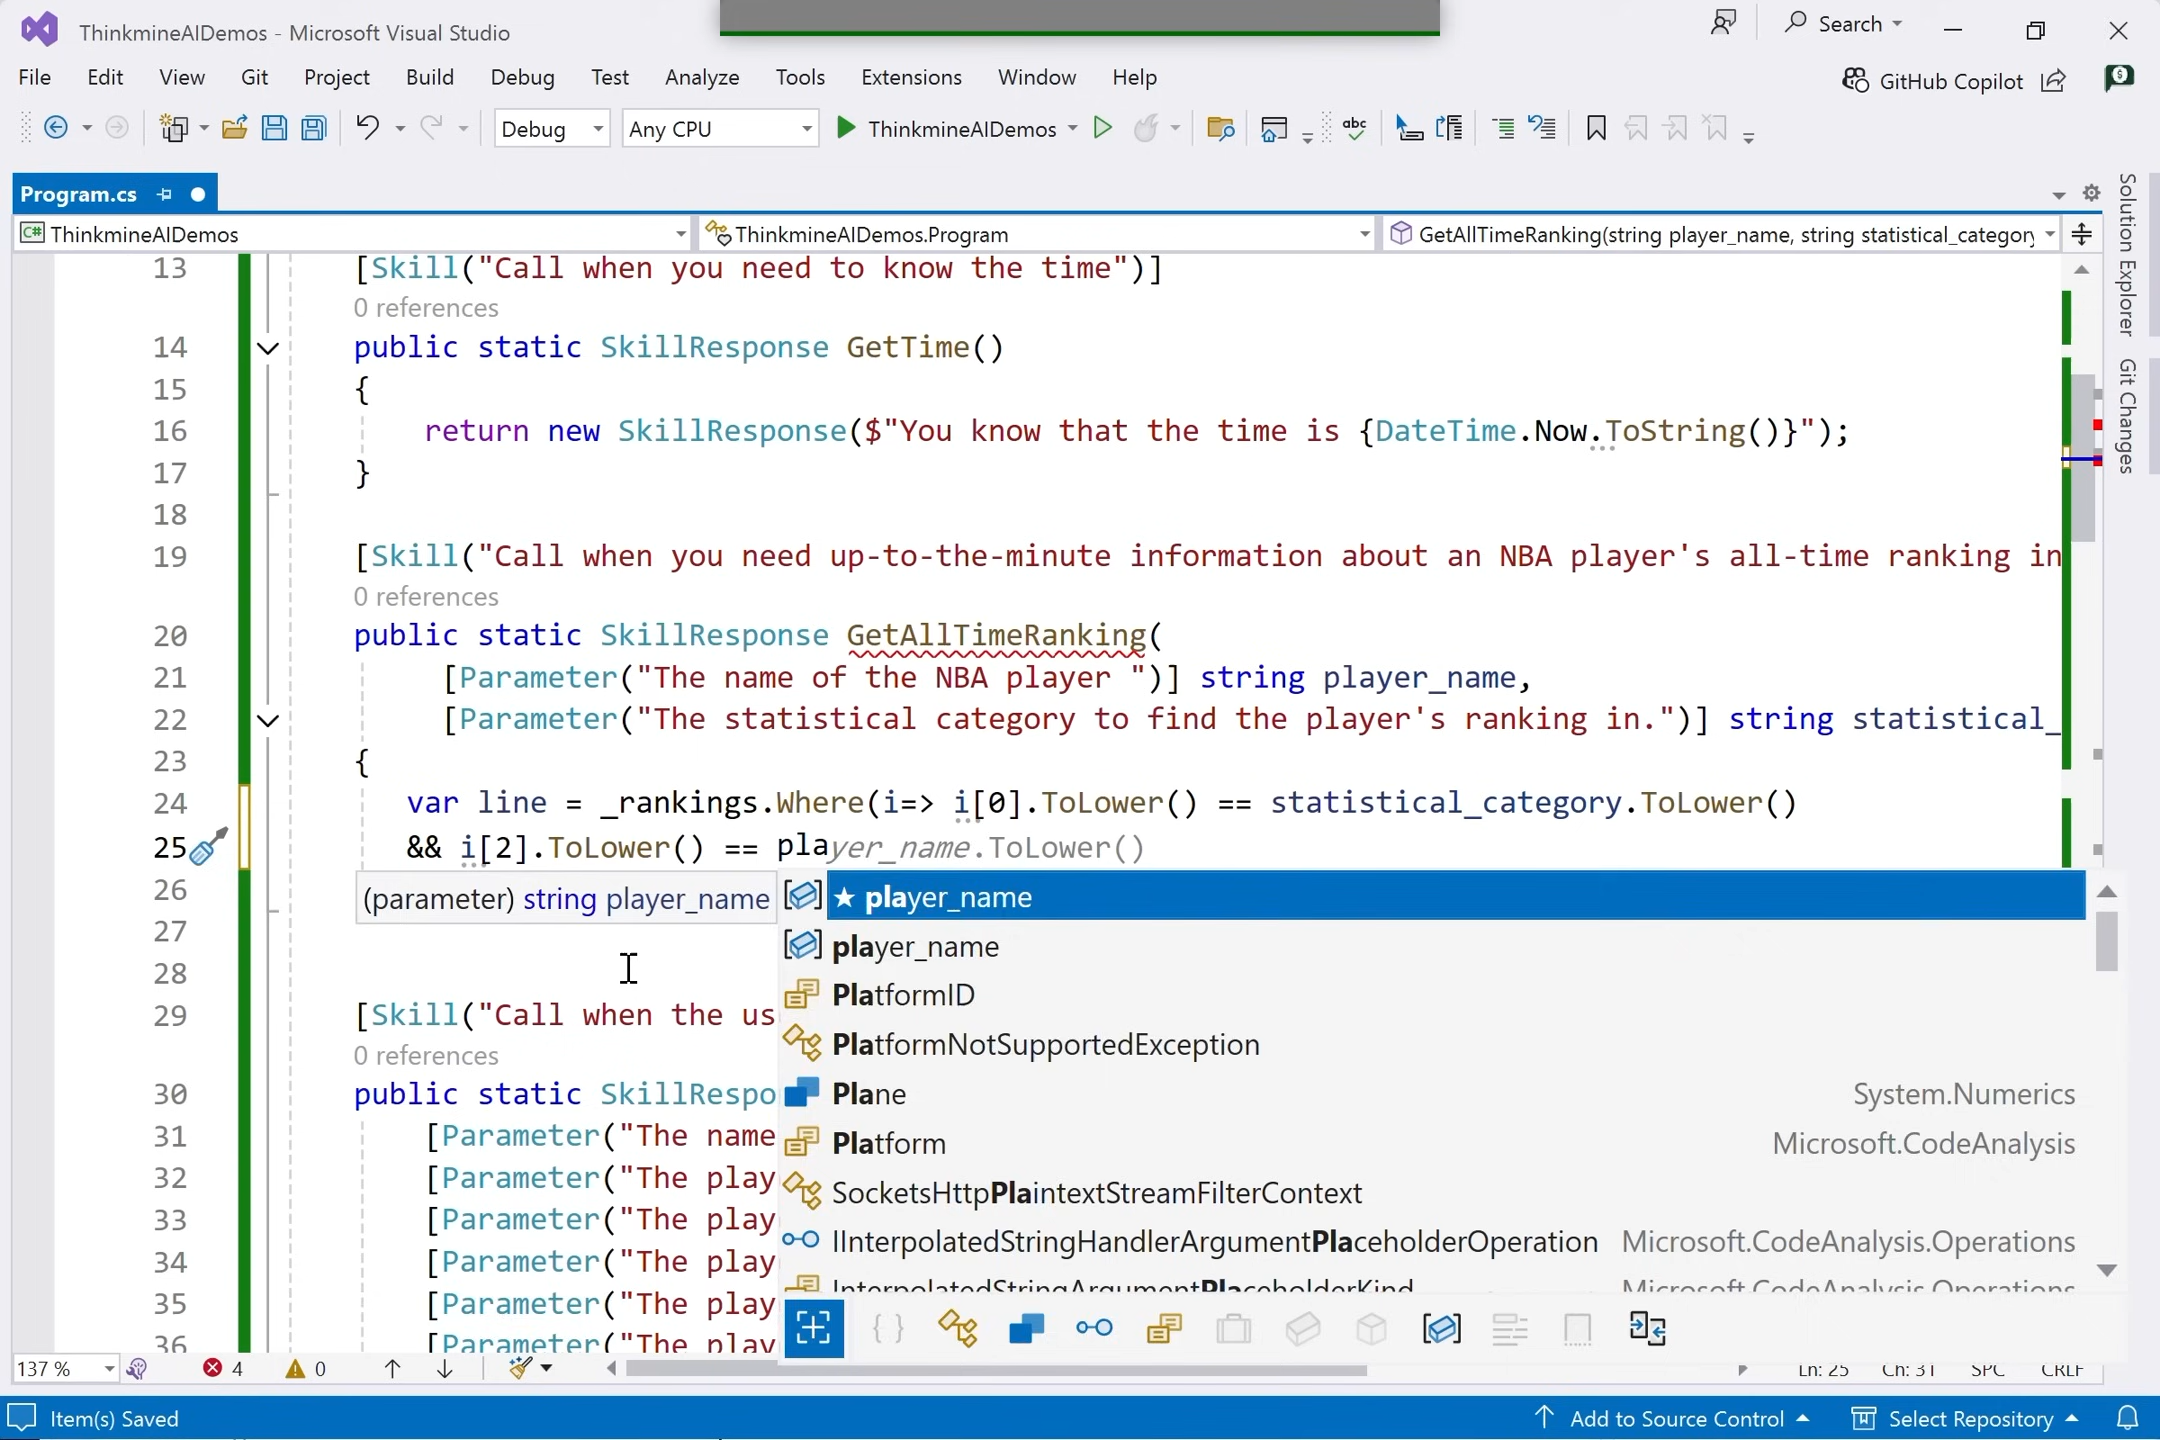 ThinkmineAIDemos - Microsoft Visual Studio
Search
File Edit View Git Project Build Debug Test Analyze Tools Extensions Window Help
GitHub Copilot
Debug Any CPU ThinkmineAIDemos
Program.cs
C# ThinkmineAIDemos
ThinkmineAIDemos.Program
GetAllTimeRanking(string player_name, string statistical_category
13 [Skill("Call when you need to know the time")]
0 references
14 public static SkillResponse GetTime()
15 {
16 return new SkillResponse($"You know that the time is {DateTime.Now.ToString()}");
17 }
18
19 [Skill("Call when you need up-to-the-minute information about an NBA player's all-time ranking in
0 references
20 public static SkillResponse GetAllTimeRanking(
21 [Parameter("The name of the NBA player ")] string player_name,
22 [Parameter("The statistical category to find the player's ranking in.")] string statistical_
23 {
24 var line = _rankings.Where(i=> i[0].ToLower() == statistical_category.ToLower()
25 && i[2].ToLower() == player_name.ToLower()
26 (parameter) string player_name
★ player_name
27 player_name
28 PlatformID
29 [Skill("Call when the us
PlatformNotSupportedException
0 references
30 public static SkillRespo
Plane System.Numerics
31 [Parameter("The name
Platform Microsoft.CodeAnalysis
32 [Parameter("The play
SocketsHttpPlaintextStreamFilterContext
33 [Parameter("The play
IInterpolatedStringHandlerArgumentPlaceholderOperation Microsoft.CodeAnalysis.Operations
34 [Parameter("The play
InterpolatedStringArgumentPlaceholderKind Microsoft.CodeAnalysis.Operations
35 [Parameter("The play
36 [Parameter("The play
137 % 4 0 Ln: 25 Ch: 31 SPC CRLF
Item(s) Saved Add to Source Control Select Repository
Solution Explorer
Git Changes